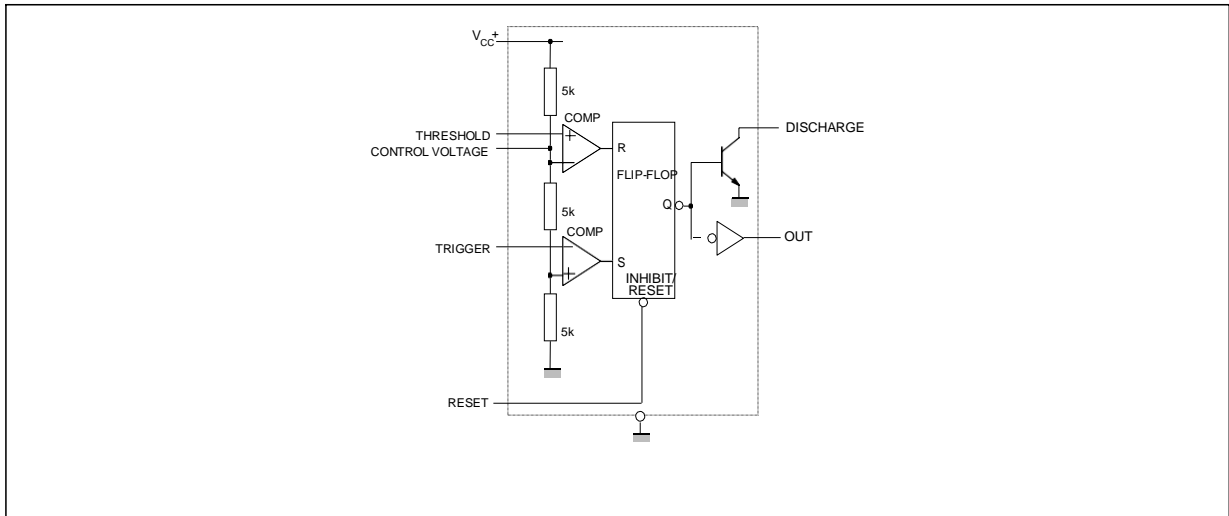 VCC+
5k
COMP
THRESHOLD
DISCHARGE
CONTROL VOLTAGE
R
FLIP-FLOP
Q
5k
COMP
TRIGGER
OUT
S
INHIBIT/
RESET
5k
RESET